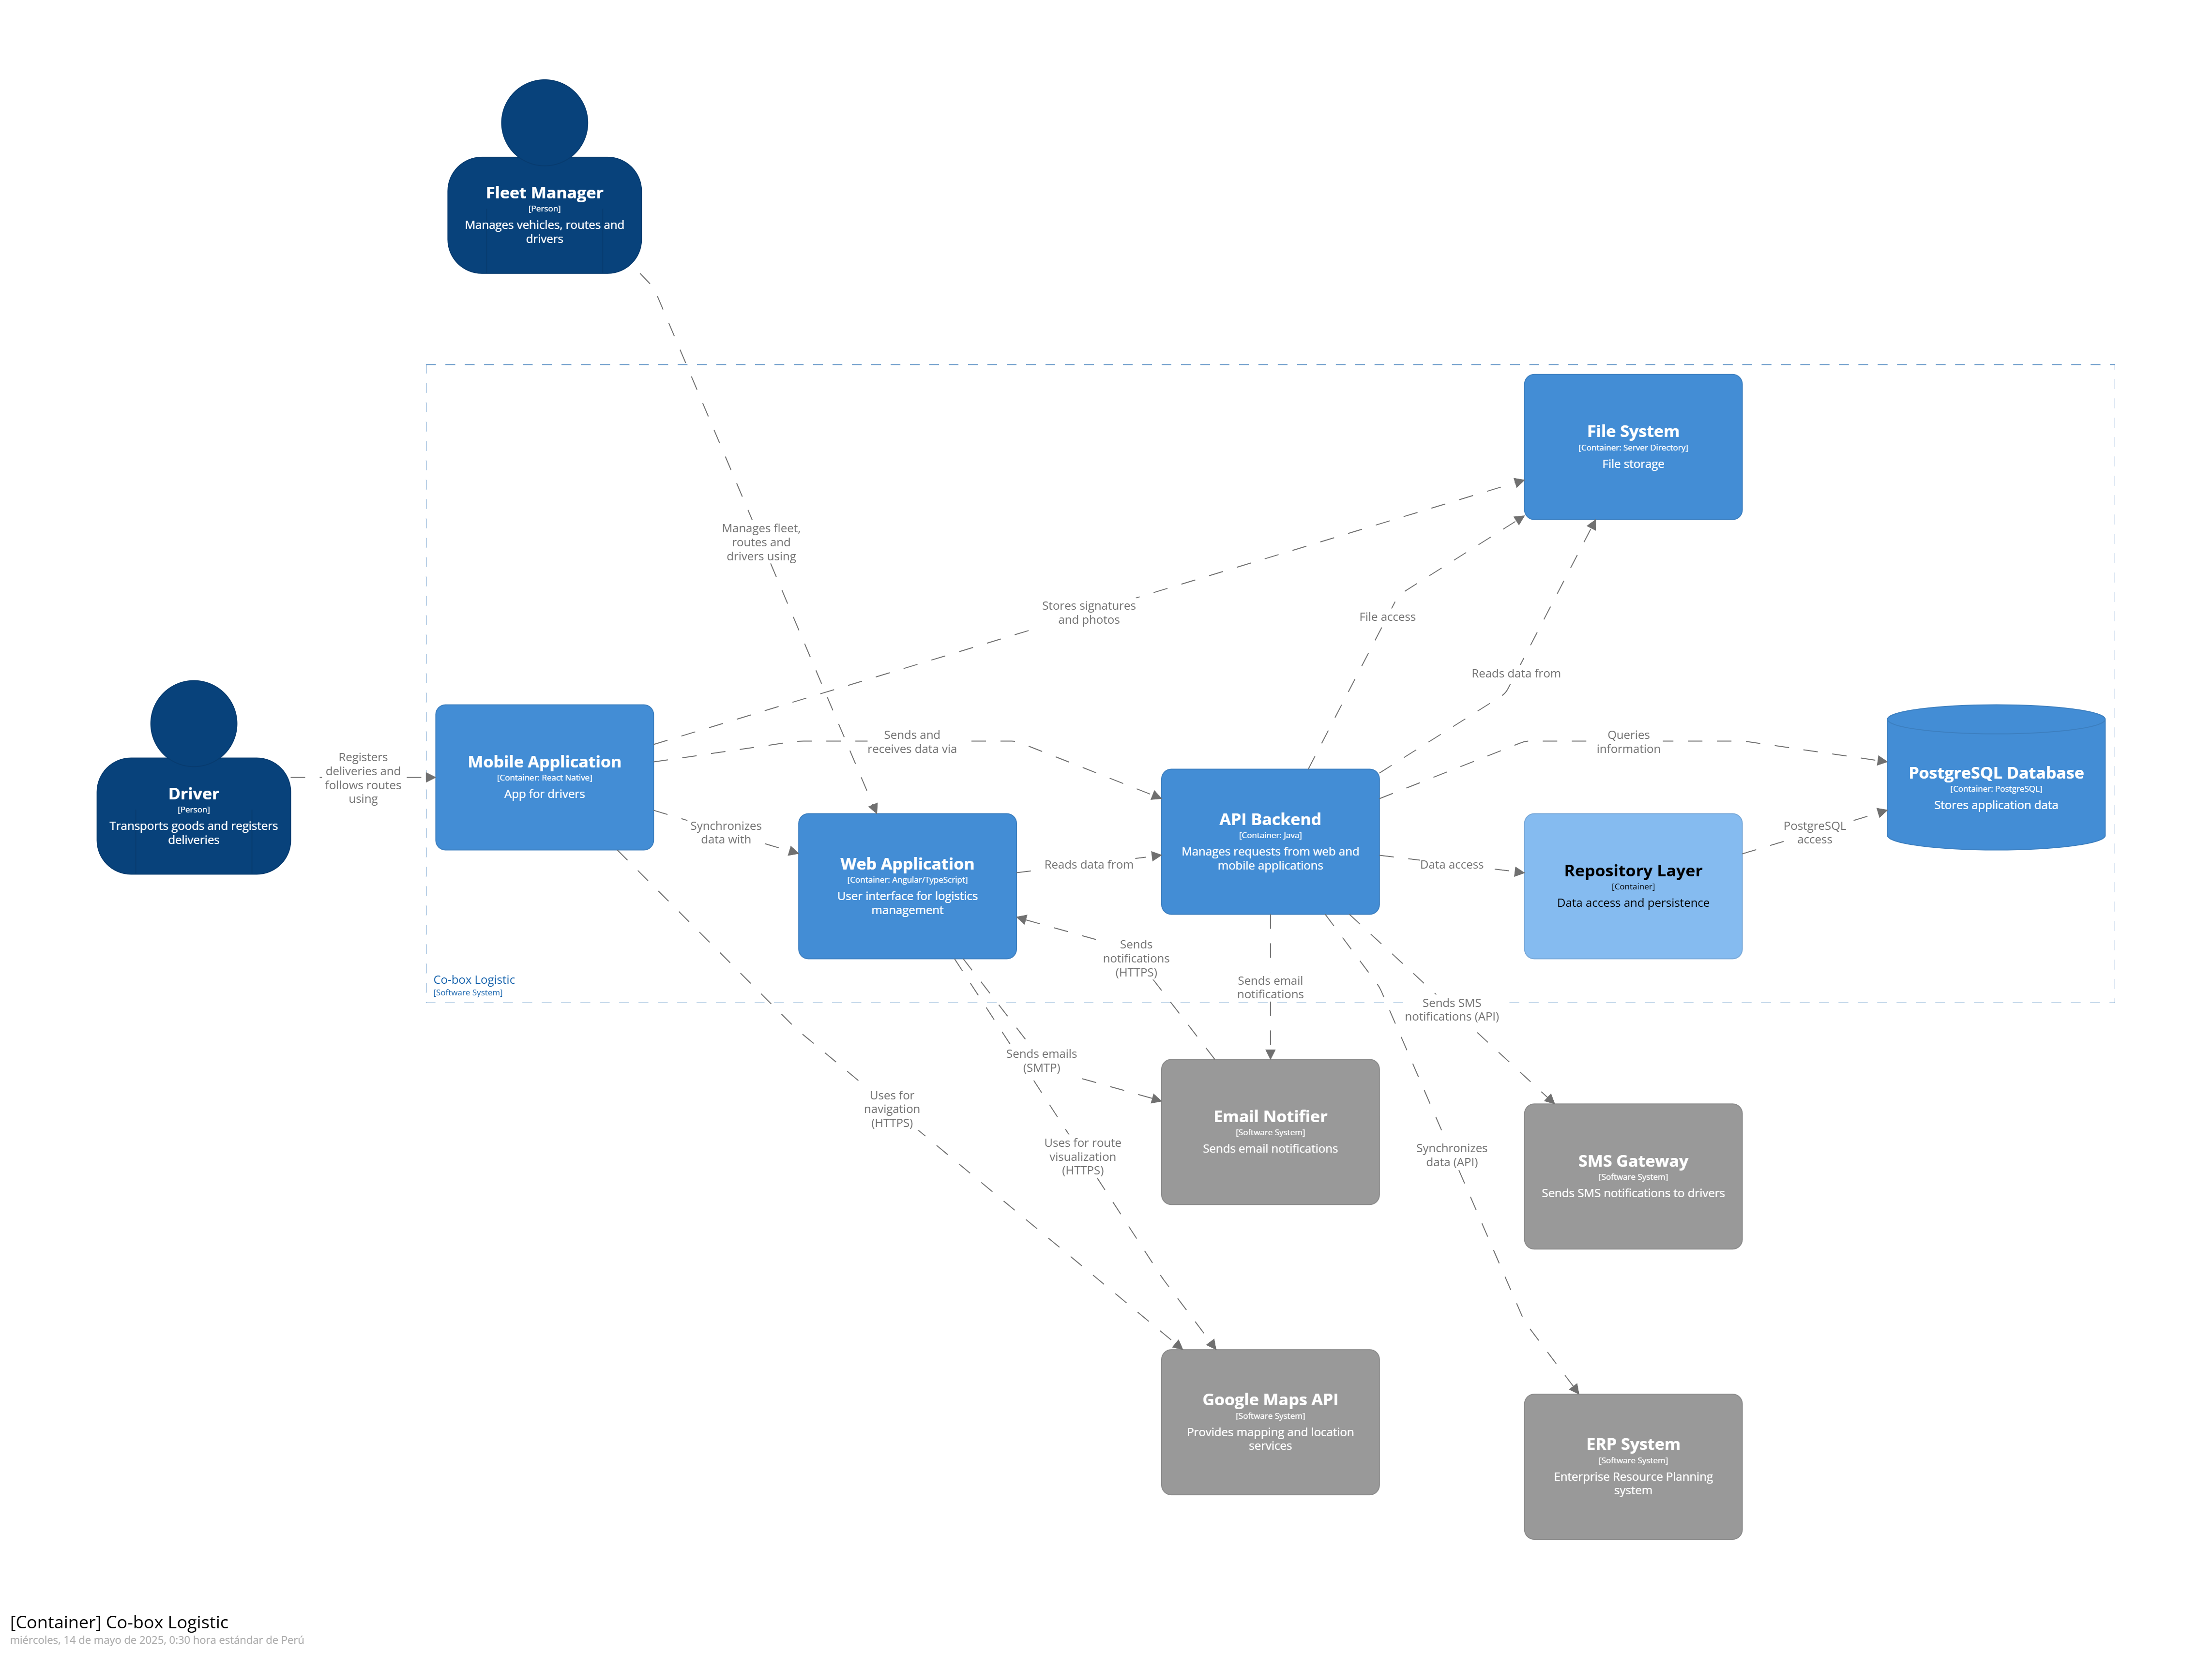 Fleet Manager
[Person]
Manages vehicles, routes and
drivers
File System
[Container: Server Directory]
File storage
Manages fleet,
routes and
drivers using
Stores signatures
and photos
File access
Reads data from
Driver
[Person]
Transports goods and registers
deliveries
Registers
deliveries and
follows routes
using
Mobile Application
[Container: React Native]
App for drivers
Sends and
receives data via
Synchronizes
data with
Web Application
[Container: Angular/TypeScript]
User interface for logistics
management
Reads data from
API Backend
[Container: Java]
Manages requests from web and
mobile applications
Queries
information
Data access
Repository Layer
[Container]
Data access and persistence
PostgreSQL
access
PostgreSQL Database
[Container: PostgreSQL]
Stores application data
Co-box Logistic
[Software System]
Sends
notifications
(HTTPS)
Sends email
notifications
Sends SMS
notifications (API)
Sends emails
(SMTP)
Uses for
navigation
(HTTPS)
Uses for route
visualization
(HTTPS)
Email Notifier
[Software System]
Sends email notifications
Synchronizes
data (API)
SMS Gateway
[Software System]
Sends SMS notifications to drivers
Google Maps API
[Software System]
Provides mapping and location
services
ERP System
[Software System]
Enterprise Resource Planning
system
[Container] Co-box Logistic
miércoles, 14 de mayo de 2025, 0:30 hora estándar de Perú